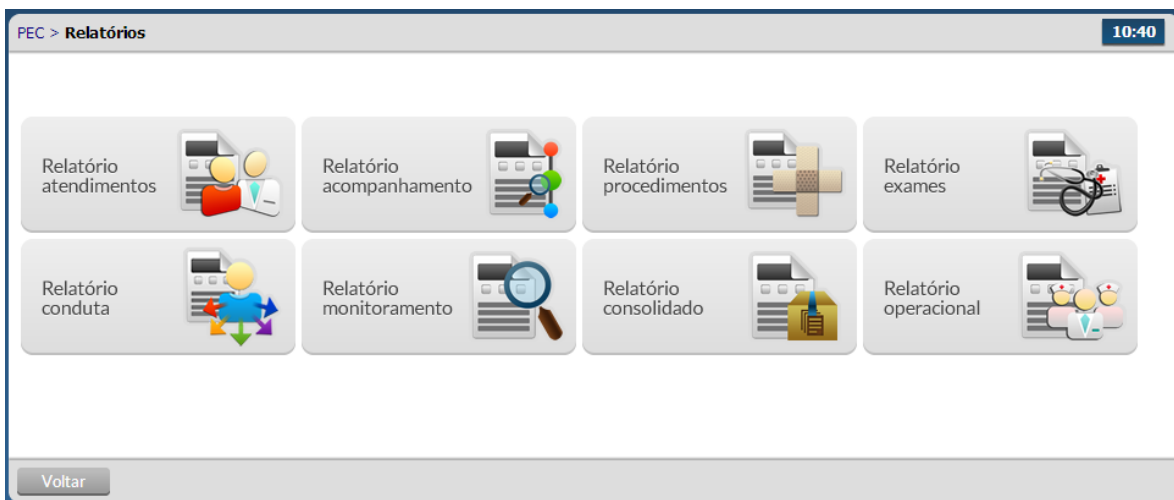 PEC > Relatórios
10:40
Relatório
atendimentos
Relatório
acompanhamento
Relatório
procedimentos
Relatório
exames
Relatório
conduta
Relatório
monitoramento
Relatório
consolidado
Relatório
operacional
Voltar